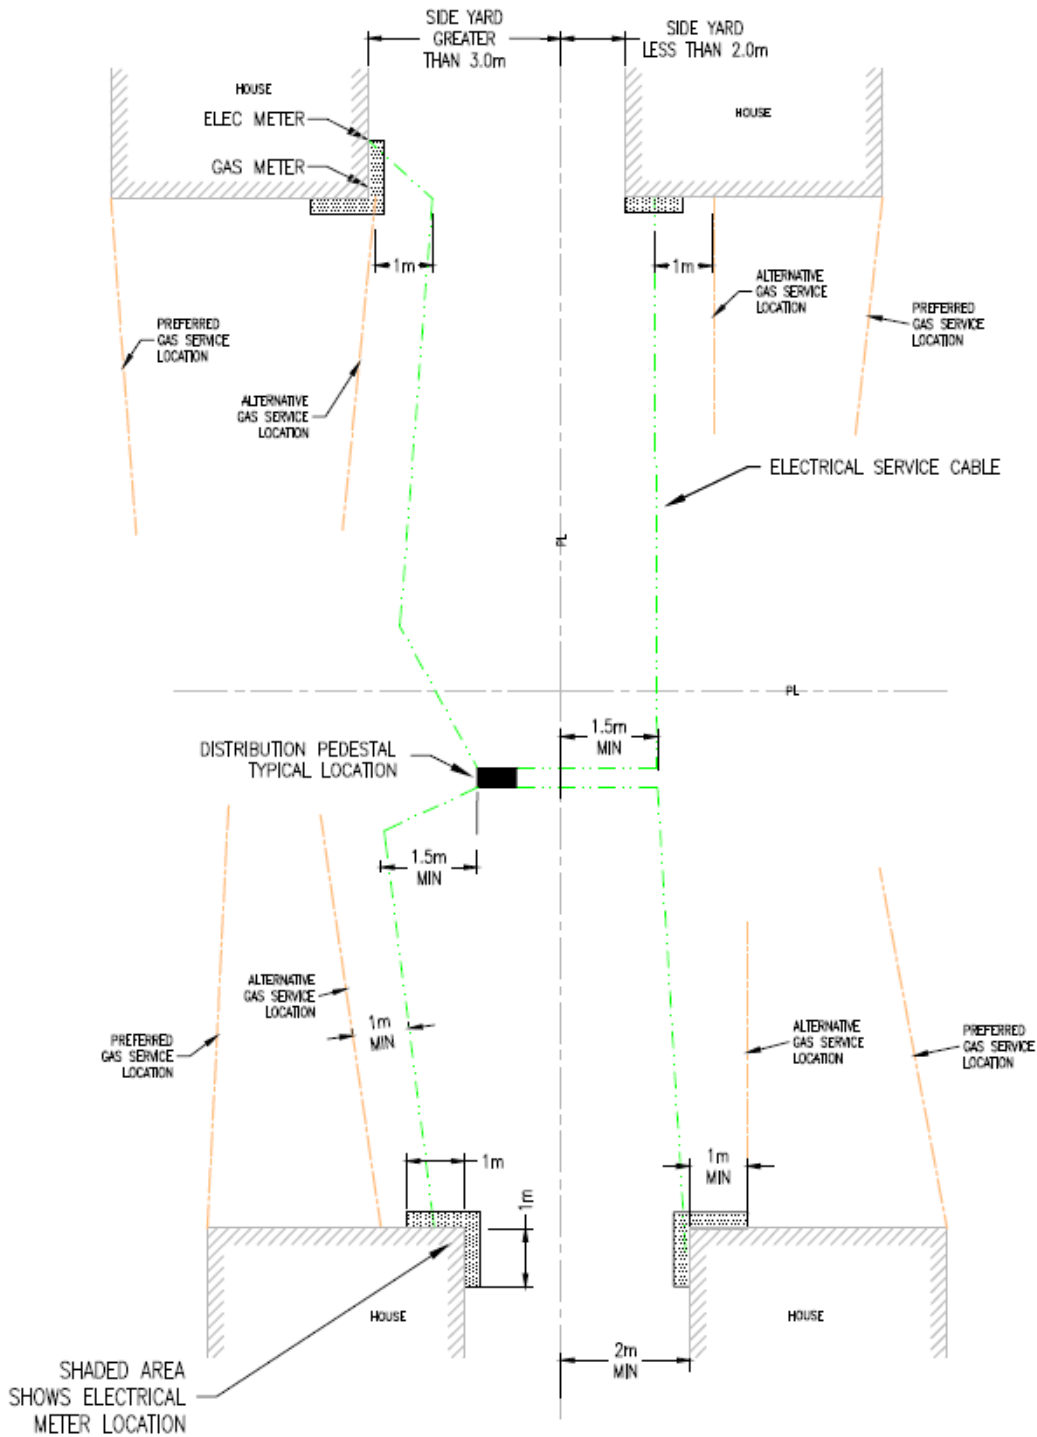 SIDE YARD
GREATER
THAN 3.0m
SIDE YARD
LESS THAN 2.0m
HOUSE
HOUSE
ELEC METER
GAS METER
1m
1m
ALTERNATIVE
GAS SERVICE
LOCATION
PREFERRED
GAS SERVICE
LOCATION
PREFERRED
GAS SERVICE
LOCATION
ALTERNATIVE
GAS SERVICE
LOCATION
ELECTRICAL SERVICE CABLE
PL
PL
1.5m
MIN
DISTRIBUTION PEDESTAL
TYPICAL LOCATION
1.5m
MIN
ALTERNATIVE
GAS SERVICE
LOCATION
1m
MIN
PREFERRED
GAS SERVICE
LOCATION
ALTERNATIVE
GAS SERVICE
LOCATION
PREFERRED
GAS SERVICE
LOCATION
1m
1m
1m
MIN
HOUSE
HOUSE
2m
MIN
SHADED AREA
SHOWS ELECTRICAL
METER LOCATION